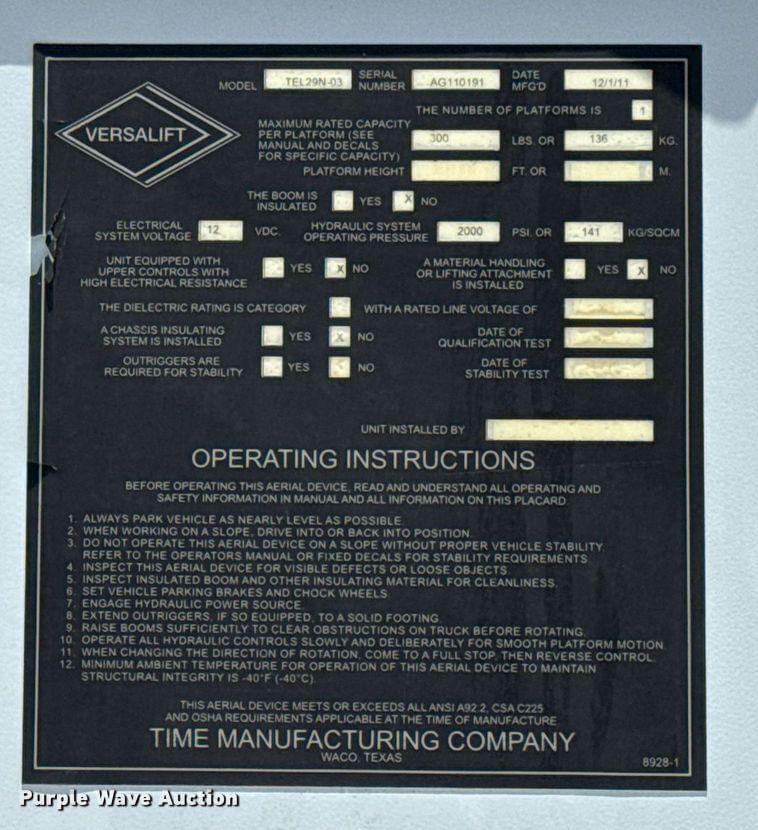 MODEL TEL29N-03 SERIAL NUMBER AG110191 DATE MFG'D 12/1/11
VERSALIFT
THE NUMBER OF PLATFORMS IS 1
MAXIMUM RATED CAPACITY
PER PLATFORM (SEE
MANUAL AND DECALS
FOR SPECIFIC CAPACITY) 300 LBS. OR 136 KG.
PLATFORM HEIGHT FT. OR M.
THE BOOM IS
INSULATED YES X NO
ELECTRICAL
SYSTEM VOLTAGE 12 VDC. HYDRAULIC SYSTEM
OPERATING PRESSURE 2000 PSI. OR 141 KG/SQCM
UNIT EQUIPPED WITH
UPPER CONTROLS WITH
HIGH ELECTRICAL RESISTANCE YES X NO
A MATERIAL HANDLING
OR LIFTING ATTACHMENT
IS INSTALLED YES X NO
THE DIELECTRIC RATING IS CATEGORY WITH A RATED LINE VOLTAGE OF
A CHASSIS INSULATING
SYSTEM IS INSTALLED YES X NO
DATE OF
QUALIFICATION TEST
OUTRIGGERS ARE
REQUIRED FOR STABILITY YES NO
DATE OF
STABILITY TEST
UNIT INSTALLED BY
OPERATING INSTRUCTIONS
BEFORE OPERATING THIS AERIAL DEVICE, READ AND UNDERSTAND ALL OPERATING AND
SAFETY INFORMATION IN MANUAL AND ALL INFORMATION ON THIS PLACARD.
1. ALWAYS PARK VEHICLE AS NEARLY LEVEL AS POSSIBLE.
2. WHEN WORKING ON A SLOPE, DRIVE INTO OR BACK INTO POSITION.
3. DO NOT OPERATE THIS AERIAL DEVICE ON A SLOPE WITHOUT PROPER VEHICLE STABILITY.
REFER TO THE OPERATORS MANUAL OR FIXED DECALS FOR STABILITY REQUIREMENTS.
4. INSPECT THIS AERIAL DEVICE FOR VISIBLE DEFECTS OR LOOSE OBJECTS.
5. INSPECT INSULATED BOOM AND OTHER INSULATING MATERIAL FOR CLEANLINESS.
6. SET VEHICLE PARKING BRAKES AND CHOCK WHEELS.
7. ENGAGE HYDRAULIC POWER SOURCE.
8. EXTEND OUTRIGGERS, IF SO EQUIPPED, TO A SOLID FOOTING.
9. RAISE BOOMS SUFFICIENTLY TO CLEAR OBSTRUCTIONS ON TRUCK BEFORE ROTATING.
10. OPERATE ALL HYDRAULIC CONTROLS SLOWLY AND DELIBERATELY FOR SMOOTH PLATFORM MOTION.
11. WHEN CHANGING THE DIRECTION OF ROTATION, COME TO A FULL STOP, THEN REVERSE CONTROL.
12. MINIMUM AMBIENT TEMPERATURE FOR OPERATION OF THIS AERIAL DEVICE TO MAINTAIN
STRUCTURAL INTEGRITY IS -40°F (-40°C).
THIS AERIAL DEVICE MEETS OR EXCEEDS ALL ANSI A92.2, CSA C225
AND OSHA REQUIREMENTS APPLICABLE AT THE TIME OF MANUFACTURE
TIME MANUFACTURING COMPANY
WACO, TEXAS
8928-1
Purple Wave Auction